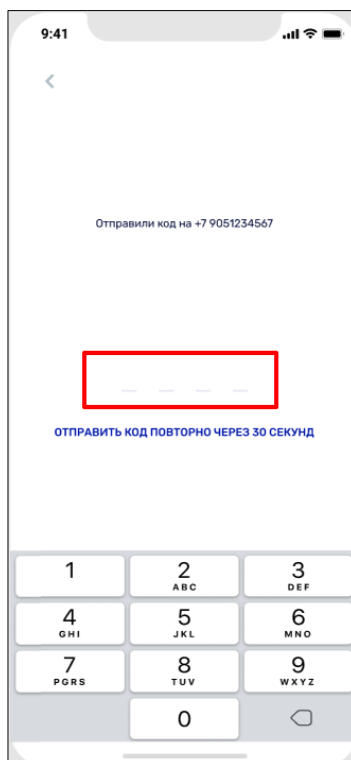 9:41
Отправили код на +7 9051234567
ОТПРАВИТЬ КОД ПОВТОРНО ЧЕРЕЗ 30 СЕКУНД
1 2 3
ABC DEF
4 5 6
GHI JKL MNO
7 8 9
PGRS TUV WXYZ
0